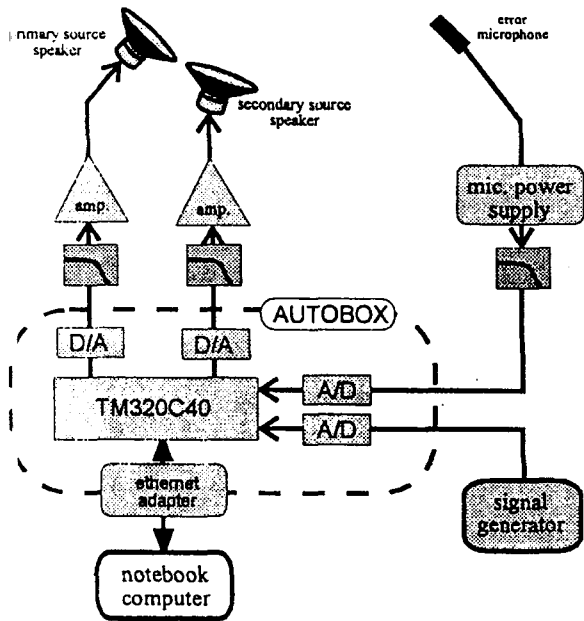 primary source
speaker
error
microphone
secondary source
speaker
amp.
amp.
mic. power
supply
AUTOBOX
D/A
D/A
TM320C40
A/D
A/D
ethernet
adapter
signal
generator
notebook
computer